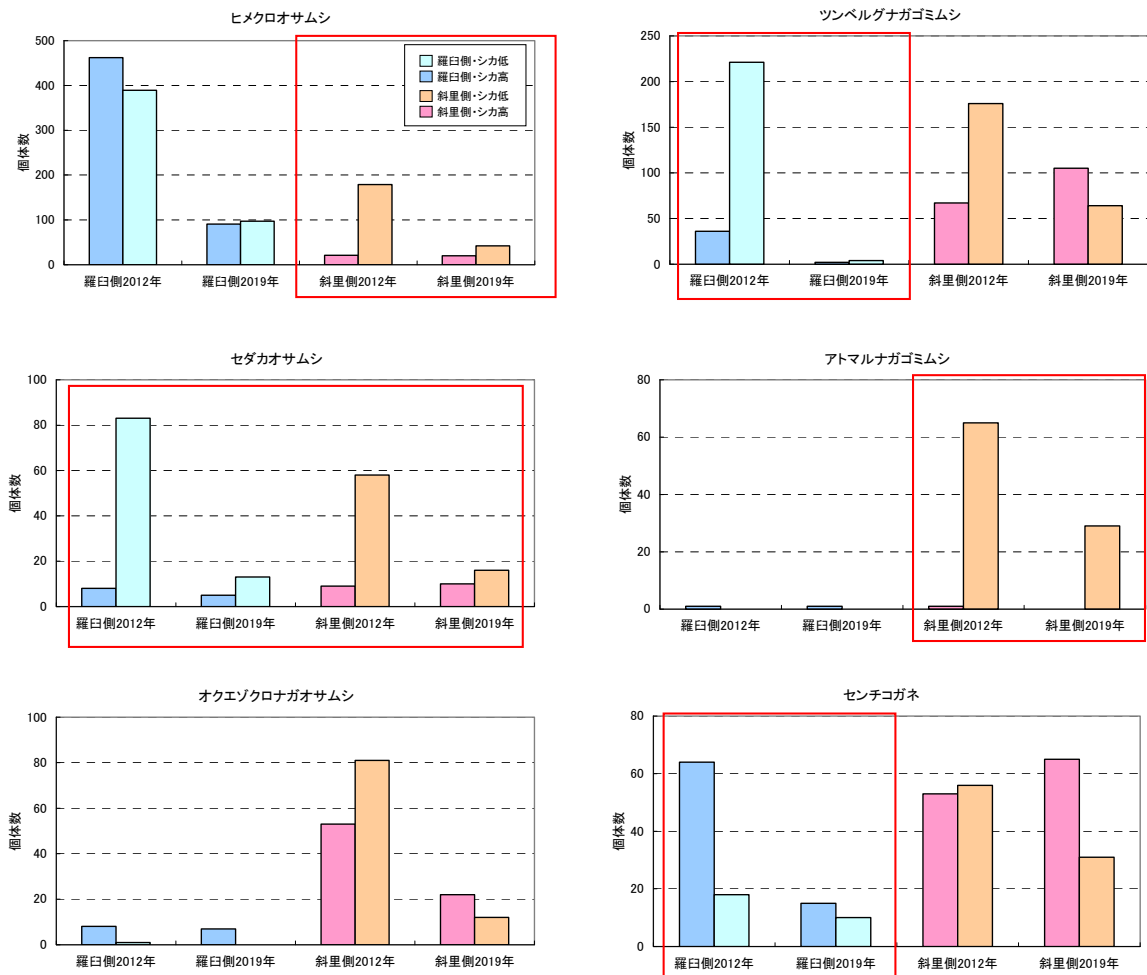 ヒメクロオサムシ
500
400
300
200
100
0
個体数
羅臼側・シカ低
羅臼側・シカ高
斜里側・シカ低
斜里側・シカ高
羅臼側2012年 羅臼側2019年 斜里側2012年 斜里側2019年
ツンベルグナガゴミムシ
250
200
150
100
50
0
個体数
羅臼側2012年 羅臼側2019年 斜里側2012年 斜里側2019年
セダカオサムシ
100
80
60
40
20
0
個体数
羅臼側2012年 羅臼側2019年 斜里側2012年 斜里側2019年
アトマルナガゴミムシ
80
60
40
20
0
個体数
羅臼側2012年 羅臼側2019年 斜里側2012年 斜里側2019年
オクエゾクロナガオサムシ
100
80
60
40
20
0
個体数
羅臼側2012年 羅臼側2019年 斜里側2012年 斜里側2019年
センチコガネ
80
60
40
20
0
個体数
羅臼側2012年 羅臼側2019年 斜里側2012年 斜里側2019年